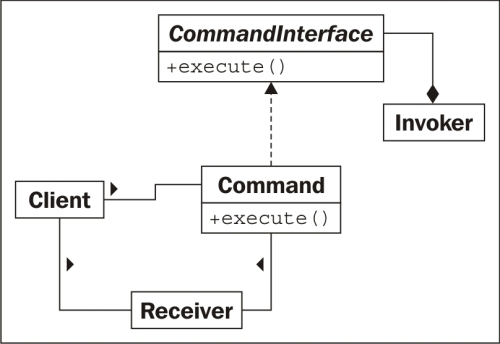 CommandInterface
+execute()
Invoker
Command
Client
+execute()
Receiver